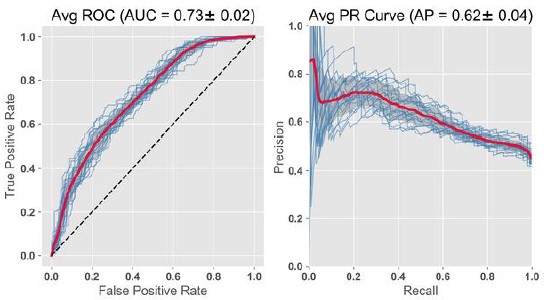 Avg ROC (AUC = 0.73± 0.02)
1.0
0.8
0.6
0.4
0.2
0.0
True Positive Rate
0.0 0.2 0.4 0.6 0.8 1.0
False Positive Rate
Avg PR Curve (AP = 0.62± 0.04)
1.0
0.8
0.6
0.4
0.2
0.0
Precision
0.0 0.2 0.4 0.6 0.8 1.0
Recall